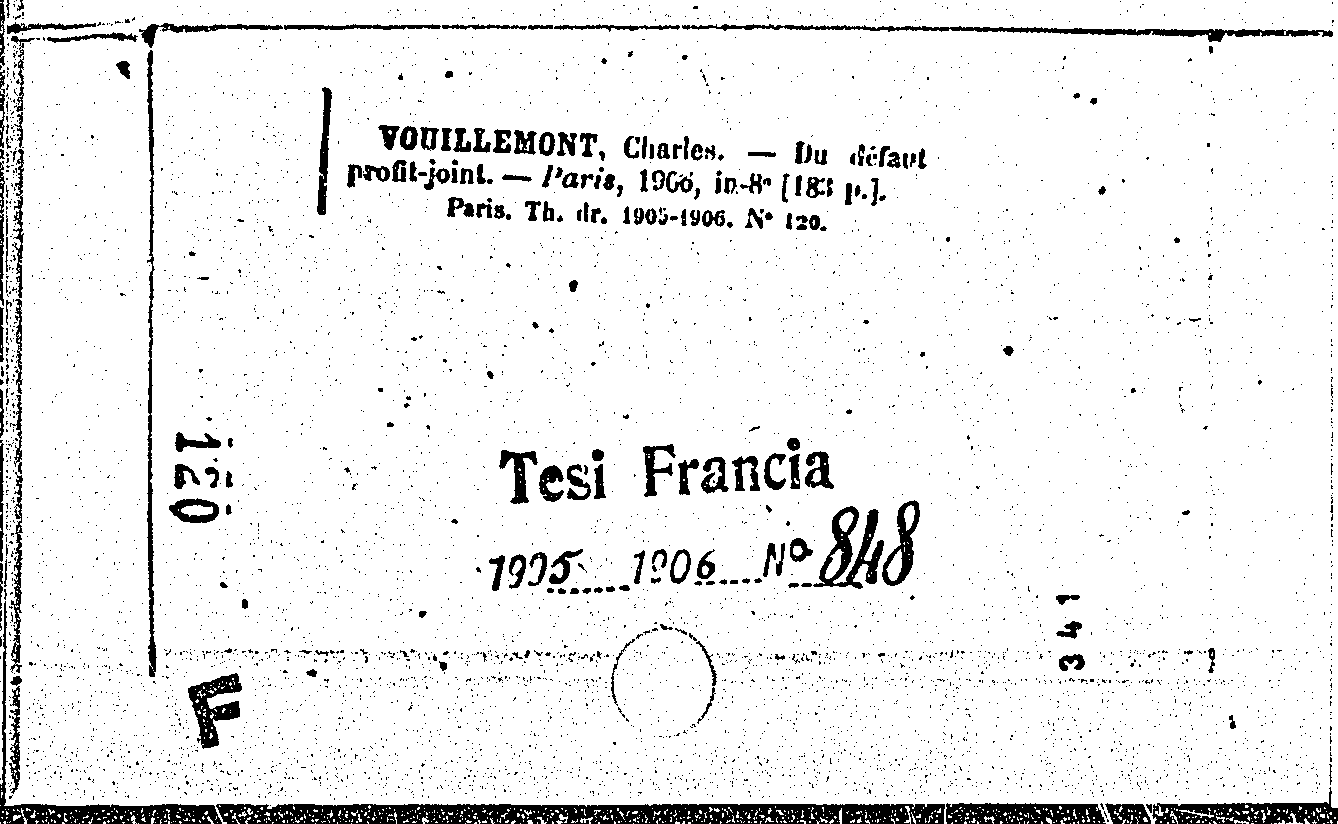 VOUILLEMONT, Charles. — Du défaut
profit-joint. — Paris, 1906, in-8° [183 p.].
Paris. Th. dr. 1905-1906. N° 120.
Tesi Francia
1905 1906 N° 848
341
F